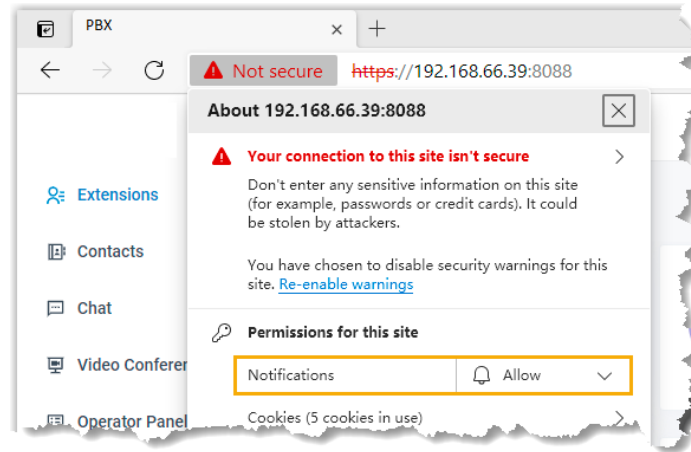 PBX
Not secure https://192.168.66.39:8088
About 192.168.66.39:8088
Your connection to this site isn't secure
Don't enter any sensitive information on this site
(for example, passwords or credit cards). It could
be stolen by attackers.
You have chosen to disable security warnings for this
site. Re-enable warnings
Permissions for this site
Notifications Allow
Cookies (5 cookies in use)
Extensions
Contacts
Chat
Video Conferen
Operator Panel